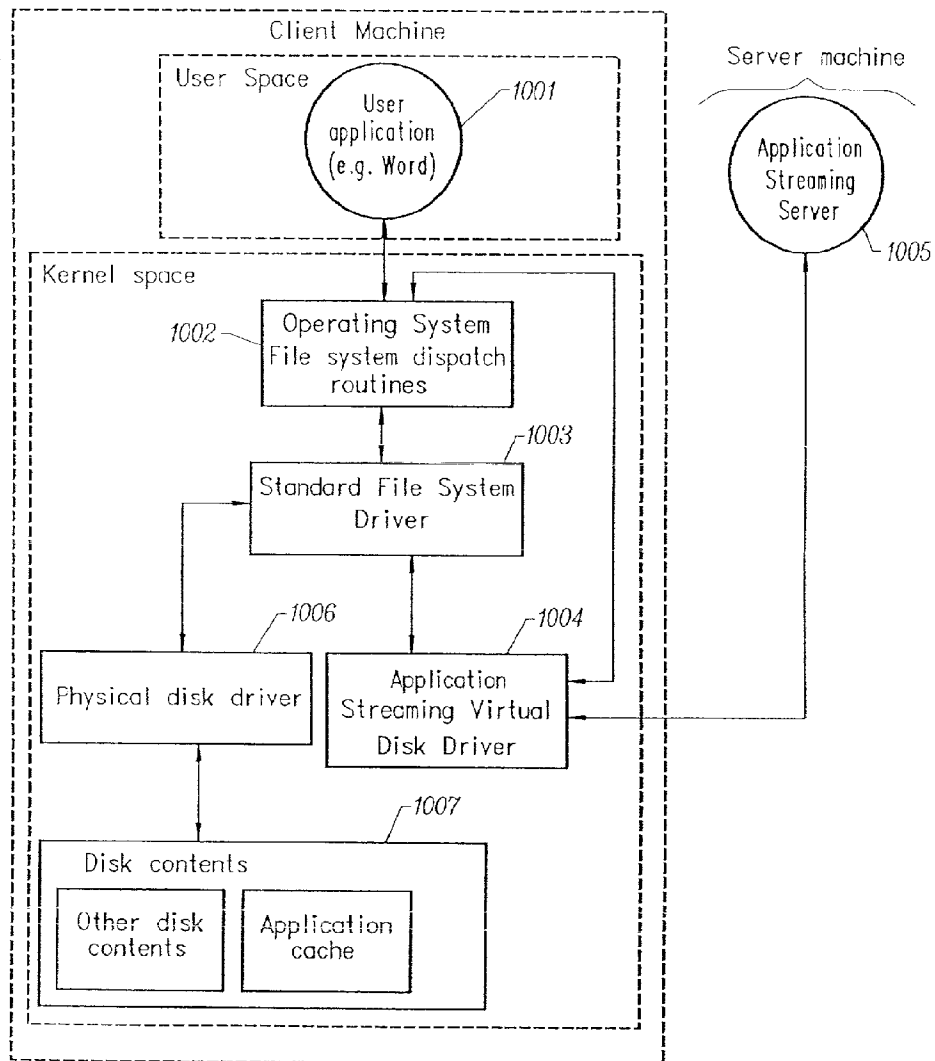 Client Machine
User Space
1001
User
application
(e.g. Word)
Server machine
Application
Streaming
Server
1005
Kernel space
1002
Operating System
File system dispatch
routines
1003
Standard File System
Driver
1006
Physical disk driver
1004
Application
Streaming Virtual
Disk Driver
1007
Disk contents
Other disk
contents
Application
cache